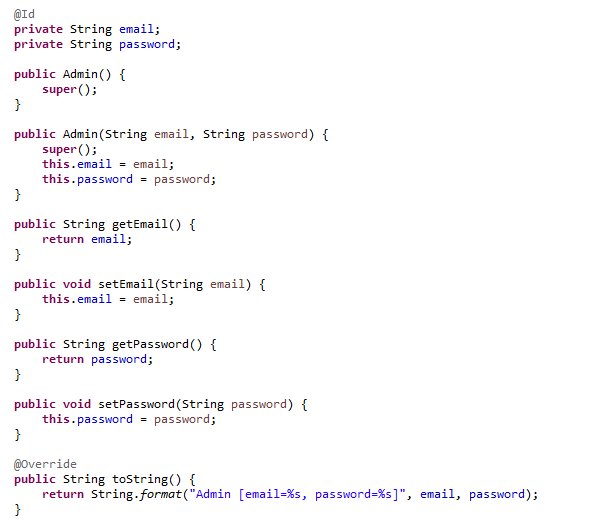 @Id
private String email;
private String password;

public Admin() {
    super();
}

public Admin(String email, String password) {
    super();
    this.email = email;
    this.password = password;
}

public String getEmail() {
    return email;
}

public void setEmail(String email) {
    this.email = email;
}

public String getPassword() {
    return password;
}

public void setPassword(String password) {
    this.password = password;
}

@Override
public String toString() {
    return String.format("Admin [email=%s, password=%s]", email, password);
}